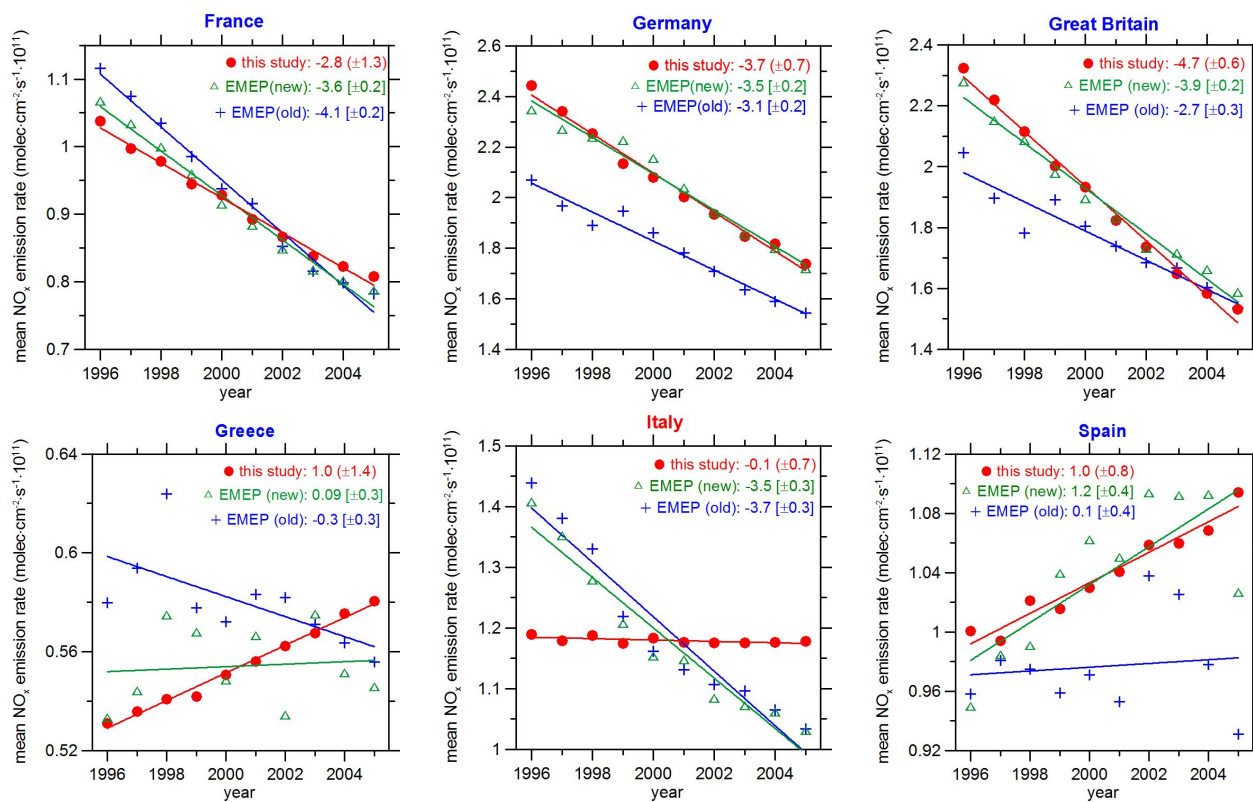 France
mean NOx emission rate (molec·cm-2·s-1·10^11)
1.1
1
0.9
0.8
0.7
this study: -2.8 (±1.3)
EMEP(new): -3.6 [±0.2]
EMEP(old): -4.1 [±0.2]
1996 1998 2000 2002 2004
year
Germany
mean NOx emission rate (molec·cm-2·s-1·10^11)
2.6
2.4
2.2
2
1.8
1.6
1.4
this study: -3.7 (±0.7)
EMEP(new): -3.5 [±0.2]
EMEP(old): -3.1 [±0.2]
1996 1998 2000 2002 2004
year
Great Britain
mean NOx emission rate (molec·cm-2·s-1·10^11)
2.4
2.2
2
1.8
1.6
1.4
this study: -4.7 (±0.6)
EMEP(new): -3.9 [±0.2]
EMEP(old): -2.7 [±0.3]
1996 1998 2000 2002 2004
year
Greece
mean NOx emission rate (molec·cm-2·s-1·10^11)
0.64
0.6
0.56
0.52
this study: 1.0 (±1.4)
EMEP (new): 0.09 [±0.3]
EMEP (old): -0.3 [±0.3]
1996 1998 2000 2002 2004
year
Italy
mean NOx emission rate (molec·cm-2·s-1·10^11)
1.5
1.4
1.3
1.2
1.1
1
this study: -0.1 (±0.7)
EMEP (new): -3.5 [±0.3]
EMEP (old): -3.7 [±0.3]
1996 1998 2000 2002 2004
year
Spain
mean NOx emission rate (molec·cm-2·s-1·10^11)
1.12
1.08
1.04
1
0.96
0.92
this study: 1.0 (±0.8)
EMEP (new): 1.2 [±0.4]
EMEP (old): 0.1 [±0.4]
1996 1998 2000 2002 2004
year